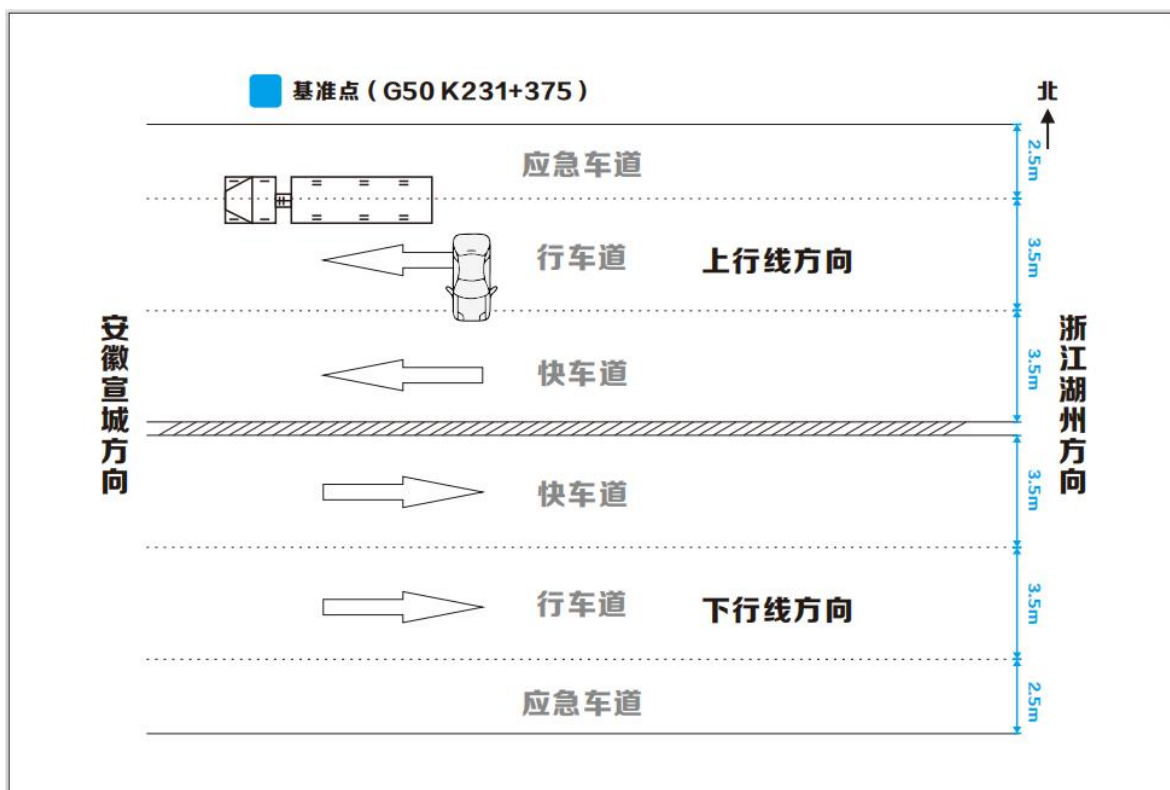 基准点（G50 K231+375）
北
应急车道
2.5m
行车道
上行线方向
3.5m
安徽宣城方向
浙江湖州方向
快车道
3.5m
快车道
3.5m
行车道
下行线方向
3.5m
应急车道
2.5m